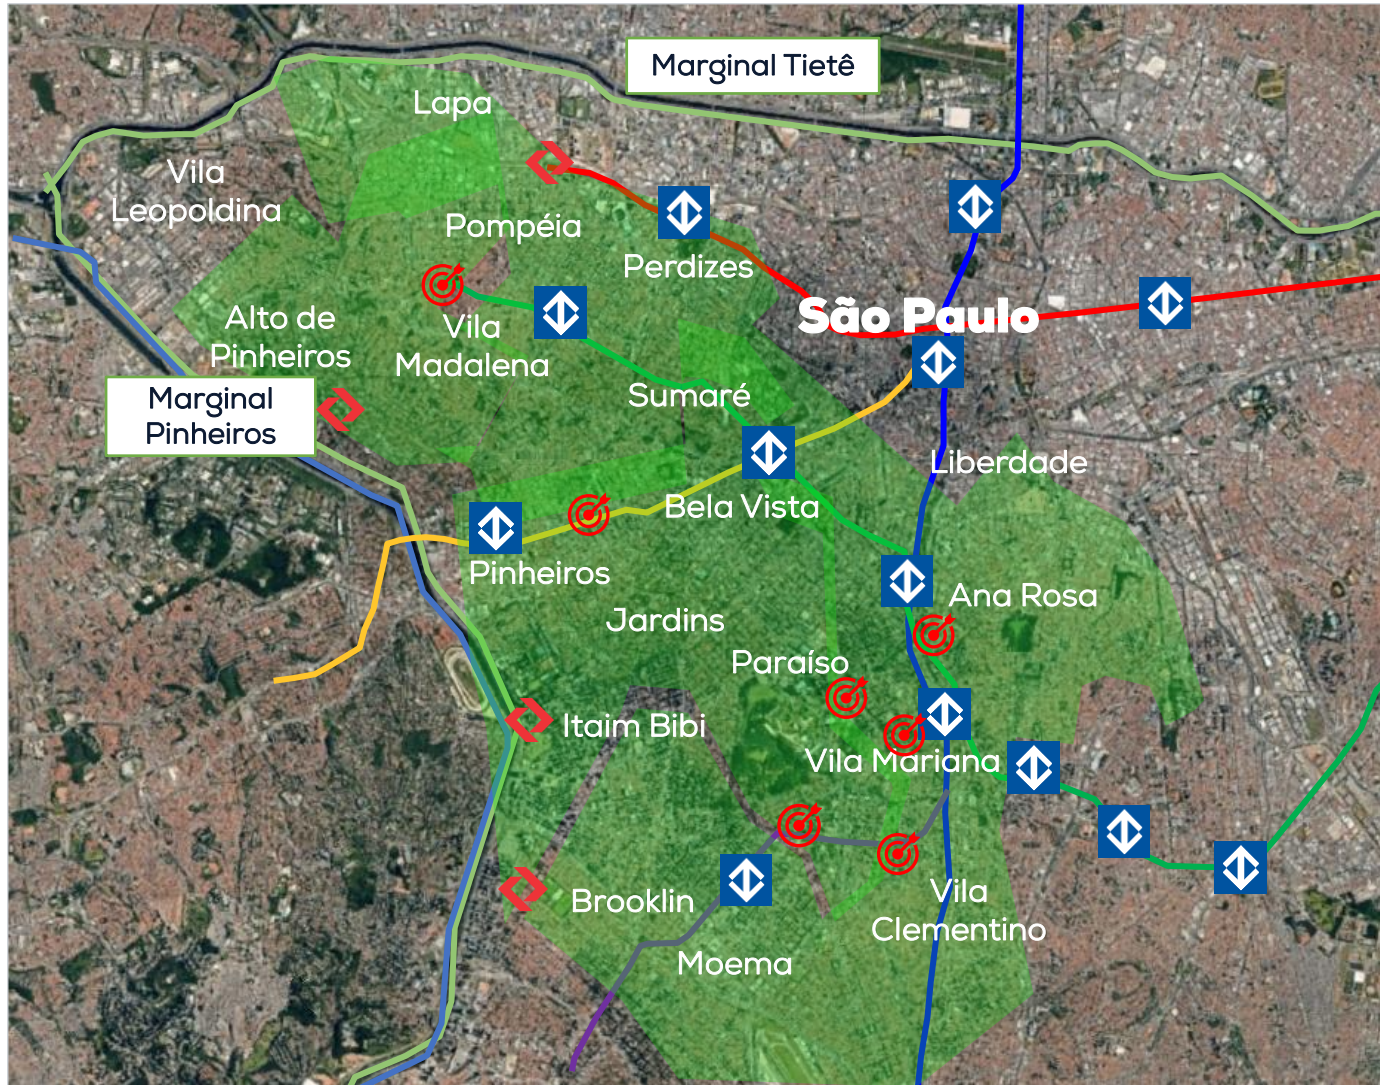 Marginal Tietê
Lapa
Vila
Leopoldina
Pompéia
Perdizes
Alto de
Pinheiros
Vila
Madalena
São Paulo
Sumaré
Marginal
Pinheiros
Liberdade
Bela Vista
Pinheiros
Ana Rosa
Jardins
Paraíso
Itaim Bibi
Vila Mariana
Brooklin
Vila
Clementino
Moema